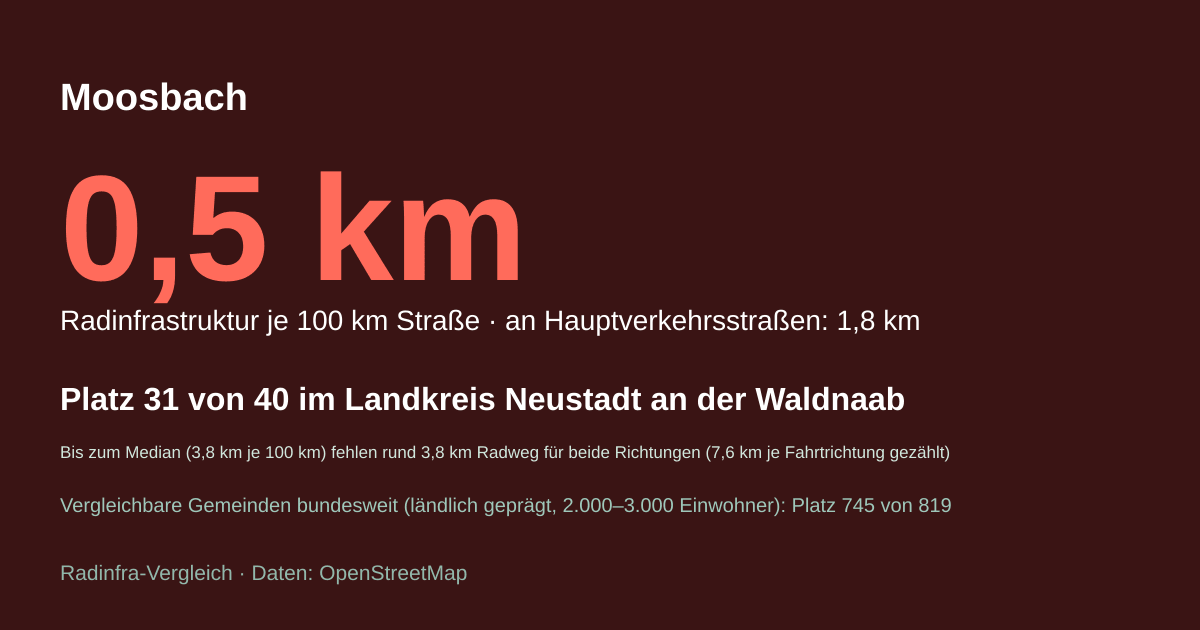 Moosbach
0,5 km
Radinfrastruktur je 100 km Straße · an Hauptverkehrsstraßen: 1,8 km
Platz 31 von 40 im Landkreis Neustadt an der Waldnaab
Bis zum Median (3,8 km je 100 km) fehlen rund 3,8 km Radweg für beide Richtungen (7,6 km je Fahrtrichtung gezählt)
Vergleichbare Gemeinden bundesweit (ländlich geprägt, 2.000–3.000 Einwohner): Platz 745 von 819
Radinfra-Vergleich · Daten: OpenStreetMap